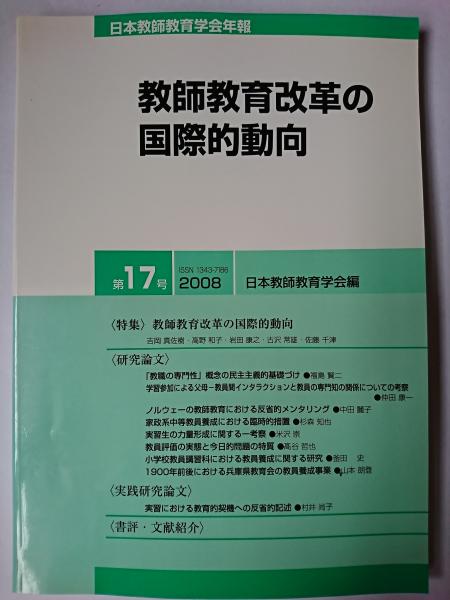 日本教師教育学会年報
教師教育改革の
国際的動向
第17号
ISSN 1343-7186
2008
日本教師教育学会編
〈特集〉教師教育改革の国際的動向
吉岡 真佐樹・高野 和子・岩田 康之・古沢 常雄・佐藤 千津
〈研究論文〉
「教職の専門性」概念の民主主義的基礎づけ ●福島 賢二
学習参加による父母−教員間インタラクションと教員の専門知の関係についての考察
●仲田 康一
ノルウェーの教師教育における反省的メンタリング ●中田 麗子
家政系中等教員養成における臨時的措置 ●杉森 知也
実習生の力量形成に関する一考察 ●米沢 崇
教員評価の実態と今日的問題の特質 ●髙谷 哲也
小学校教員講習科における教員養成に関する研究 ●釜田 史
1900年前後における兵庫県教育会の教員養成事業 ●山本 朗登
〈実践研究論文〉
実習における教育的契機への反省的記述 ●村井 尚子
〈書評・文献紹介〉